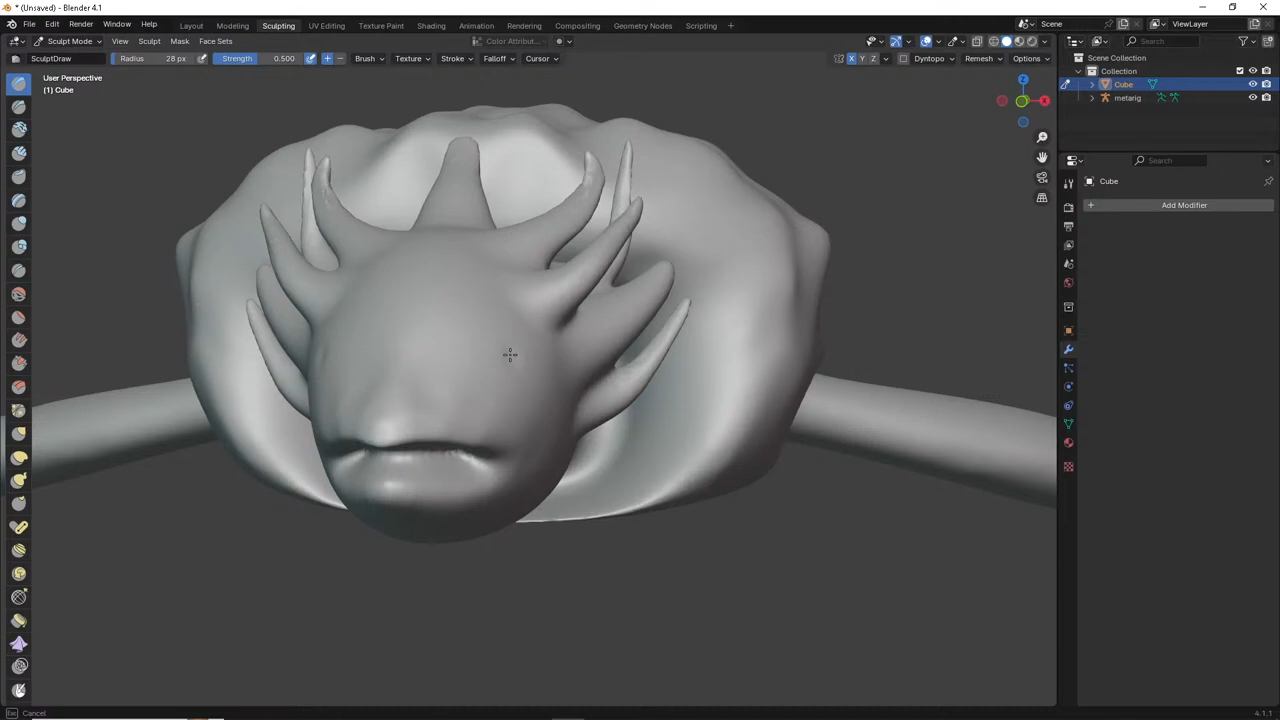 * (Unsaved) - Blender 4.1
File Edit Render Window Help Layout Modeling Sculpting UV Editing Texture Paint Shading Animation Rendering Compositing Geometry Nodes Scripting + Scene ViewLayer
Sculpt Mode View Sculpt Mask Face Sets Color Attribut... Search
SculptDraw Radius 28 px Strength 0.500 + − Brush Texture Stroke Falloff Cursor X Y Z Dyntopo Remesh Options
Scene Collection
Collection
Cube
metarig
User Perspective
(1) Cube
Z
X
Search
Cube
+ Add Modifier
Esc Cancel
4.1.1